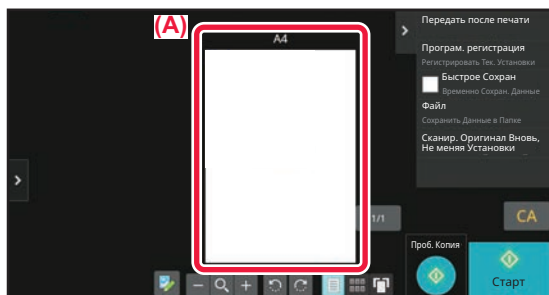 (A)
A4
Передать после печати
Програм. регистрация
Регистрировать Тек. Установки
Быстрое Сохран
Временно Сохран. Данные
Файл
Сохранить Данные в Папке
Сканир. Оригинал Вновь,
Не меняя Установки
1/1
CA
Проб. Копия
Старт